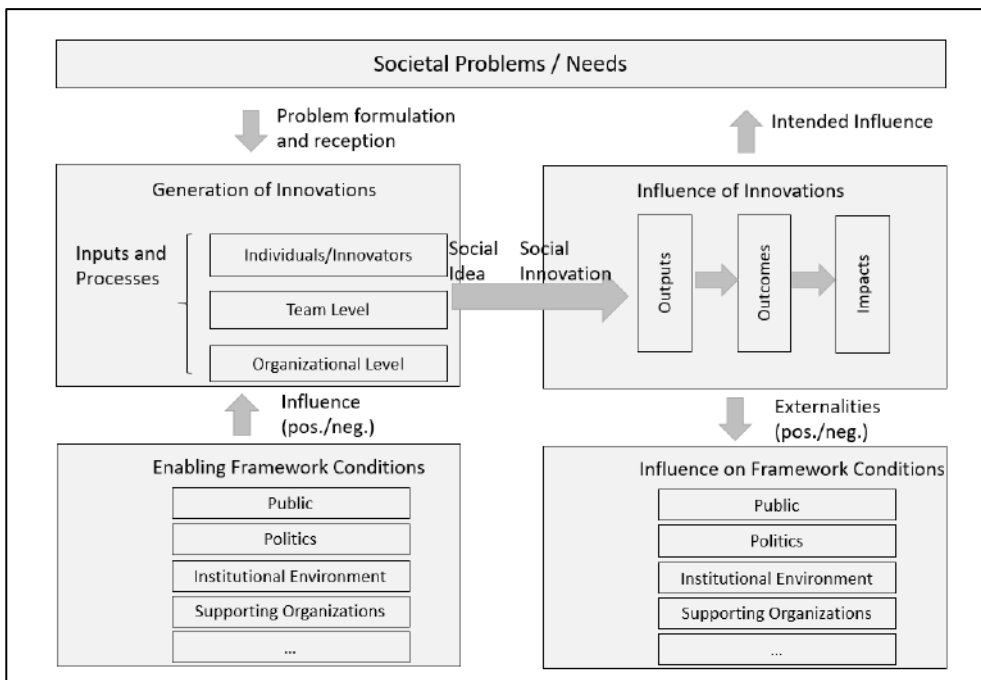 Societal Problems / Needs
Problem formulation
and reception
Intended Influence
Generation of Innovations
Inputs and
Processes
Individuals/Innovators
Team Level
Organizational Level
Social
Idea
Social
Innovation
Influence of Innovations
Outputs
Outcomes
Impacts
Influence
(pos./neg.)
Externalities
(pos./neg.)
Enabling Framework Conditions
Public
Politics
Institutional Environment
Supporting Organizations
...
Influence on Framework Conditions
Public
Politics
Institutional Environment
Supporting Organizations
...